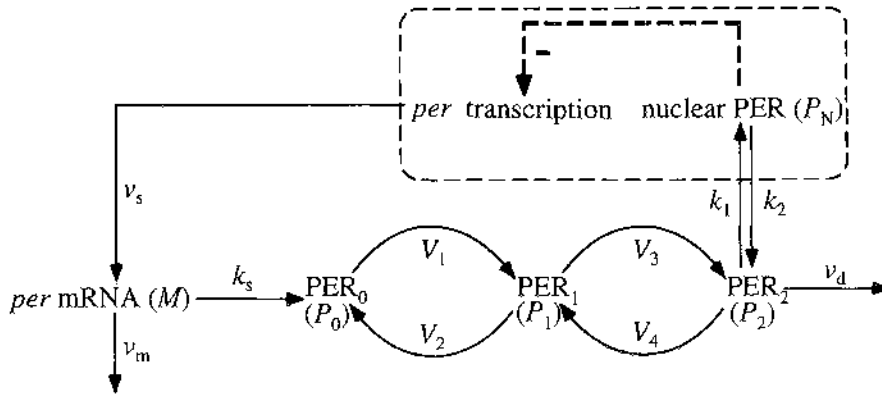 –
per transcription nuclear PER (P_N)
v_s k_1 k_2
V_1 V_3
per mRNA (M) k_s PER_0 PER_1 PER_2 v_d
(P_0) (P_1) (P_2)
v_m V_2 V_4